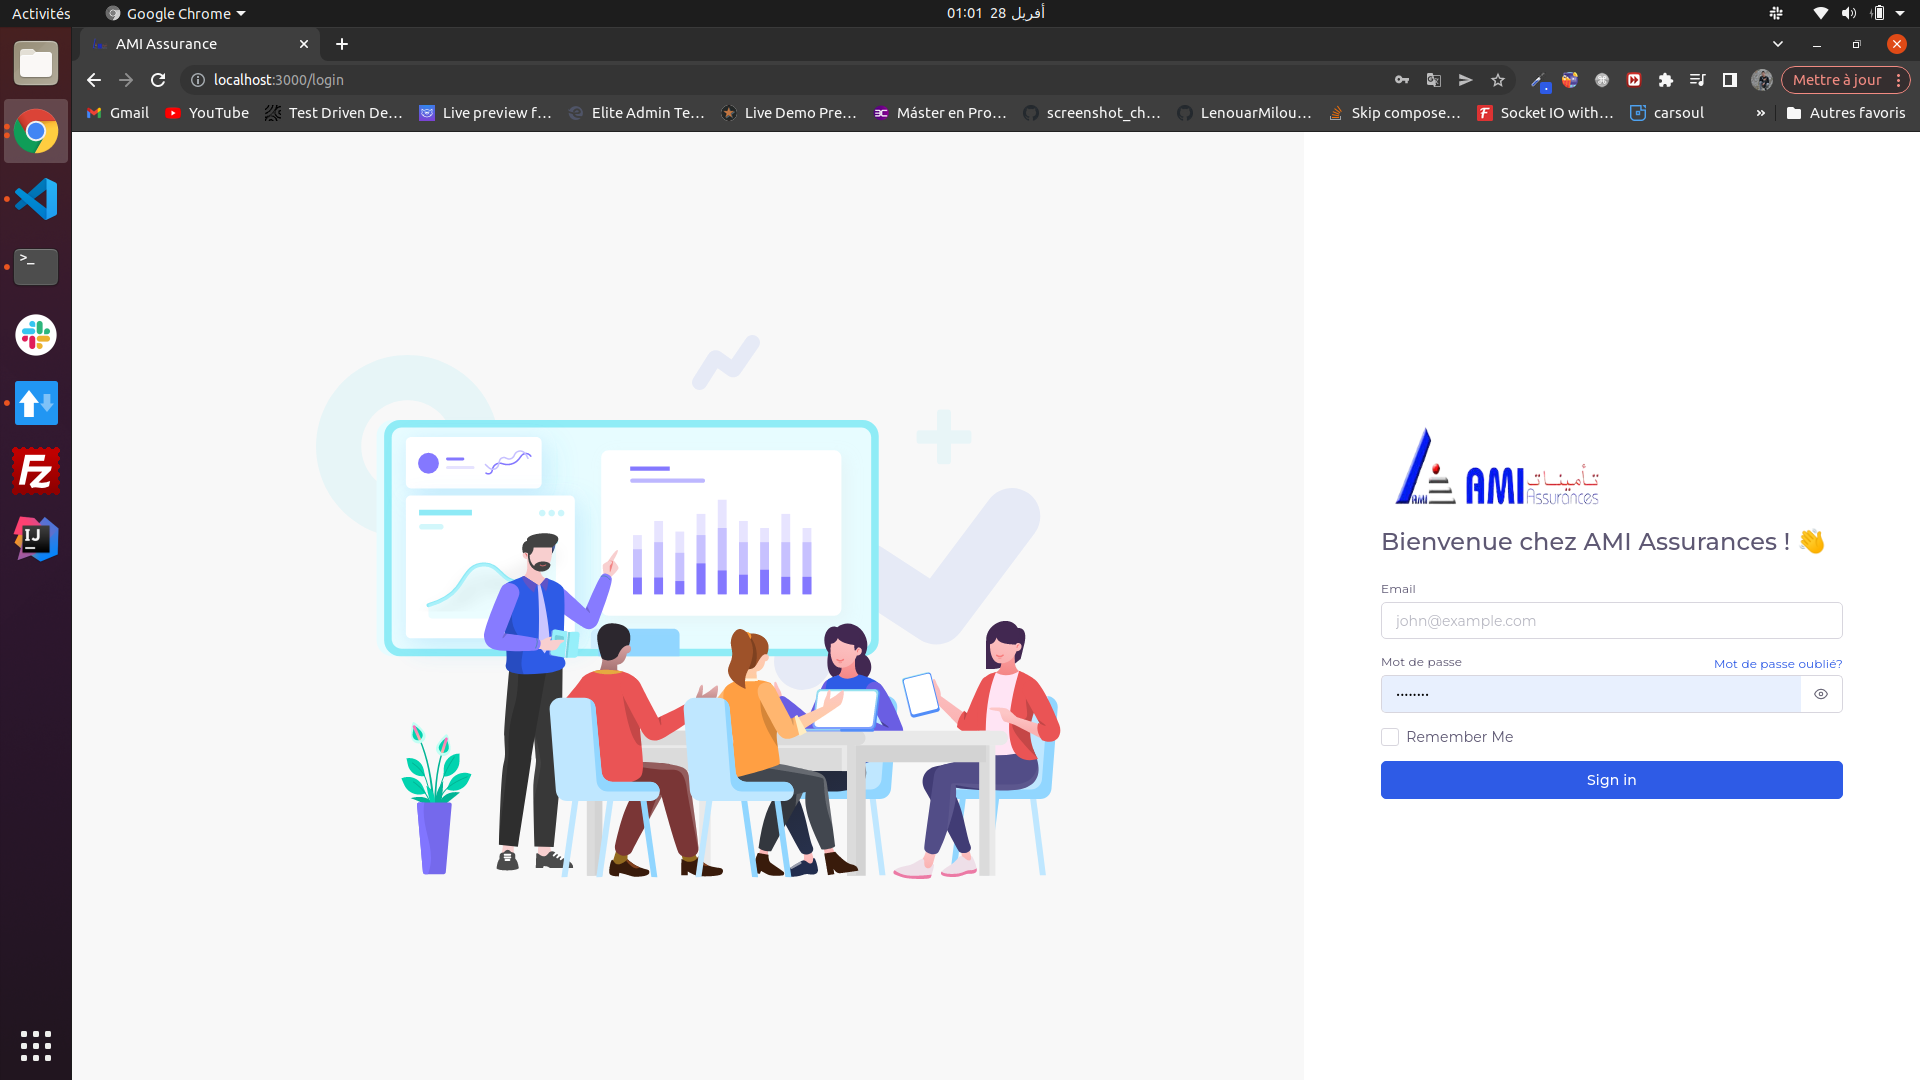 Activités
Google Chrome
01:01 28 أفريل
AMI Assurance
localhost:3000/login
Mettre à jour
Gmail
YouTube
Test Driven De...
Live preview f...
Elite Admin Te...
Live Demo Pre...
Máster en Pro...
screenshot_ch...
LenouarMilou...
Skip compose...
Socket IO with...
carsoul
»
Autres favoris
>_
FZ
IJ
AMI
AMI تأمينات
Assurances
Bienvenue chez AMI Assurances ! 👋
Email
john@example.com
Mot de passe
Mot de passe oublié?
••••••••
Remember Me
Sign in